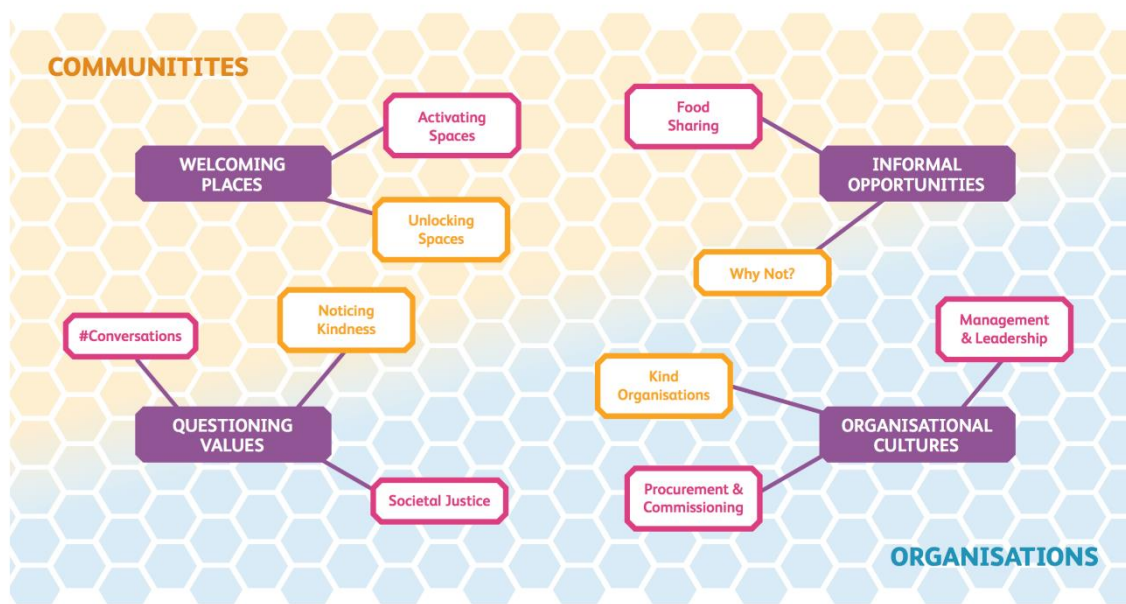 COMMUNITITES
Activating
Spaces
WELCOMING
PLACES
Unlocking
Spaces
Food
Sharing
INFORMAL
OPPORTUNITIES
Why Not?
#Conversations
Noticing
Kindness
QUESTIONING
VALUES
Societal Justice
Management
& Leadership
Kind
Organisations
ORGANISATIONAL
CULTURES
Procurement &
Commissioning
ORGANISATIONS